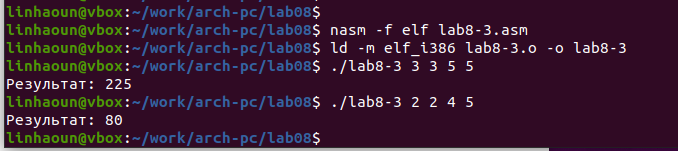 linhaoun@vbox:~/work/arch-pc/lab08$
linhaoun@vbox:~/work/arch-pc/lab08$ nasm -f elf lab8-3.asm
linhaoun@vbox:~/work/arch-pc/lab08$ ld -m elf_i386 lab8-3.o -o lab8-3
linhaoun@vbox:~/work/arch-pc/lab08$ ./lab8-3 3 3 5 5
Результат: 225
linhaoun@vbox:~/work/arch-pc/lab08$ ./lab8-3 2 2 4 5
Результат: 80
linhaoun@vbox:~/work/arch-pc/lab08$